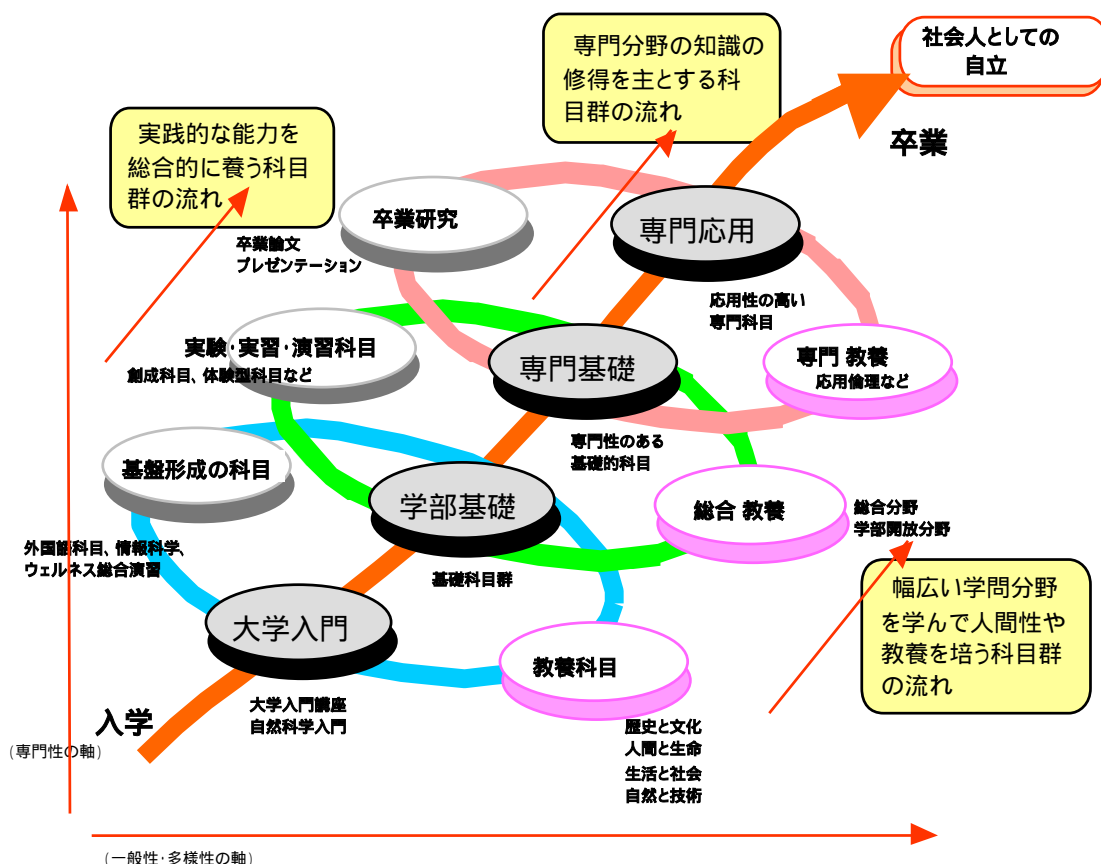 専門分野の知識の
修得を主とする科
目群の流れ
社会人としての
自立
卒業
実践的な能力を
総合的に養う科目
群の流れ
卒業研究
卒業論文
プレゼンテーション
専門応用
応用性の高い
専門科目
実験・実習・演習科目
創成科目、体験型科目など
専門基礎
専門性のある
基礎的科目
専門 教養
応用倫理など
基盤形成の科目
外国語科目、情報科学、
ウェルネス総合演習
学部基礎
基礎科目群
総合 教養
総合分野
学部開放分野
幅広い学問分野
を学んで人間性や
教養を培う科目群
の流れ
大学入門
大学入門講座
自然科学入門
教養科目
歴史と文化
人間と生命
生活と社会
自然と技術
入学
(専門性の軸)
(一般性・多様性の軸)